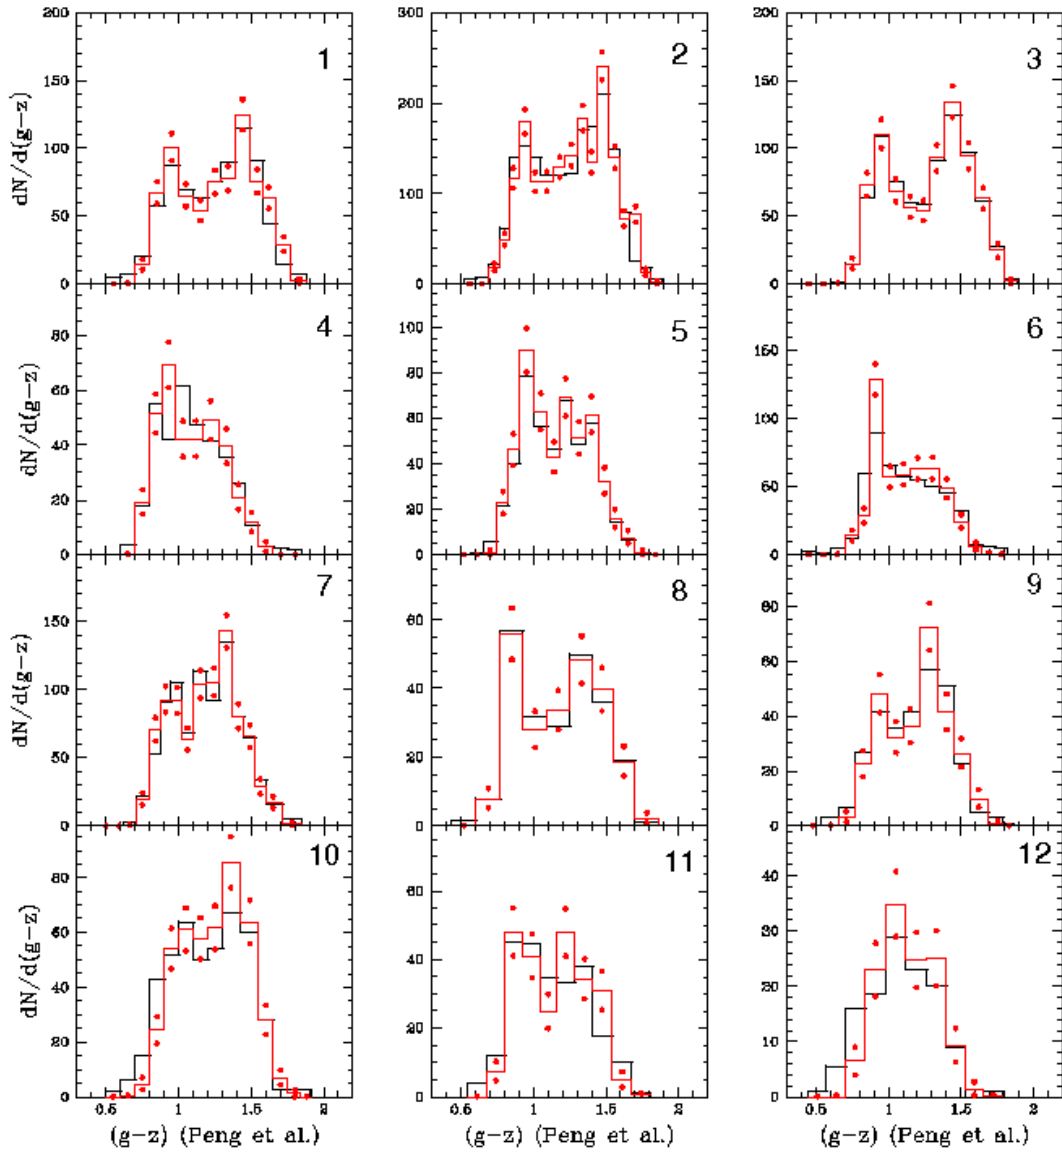 200 150 100 50 0 dN/d(g−z) 1
300 200 100 0 2
200 150 100 50 0 3
80 60 40 20 0 dN/d(g−z) 4
100 80 60 40 20 0 5
150 100 50 0 6
150 100 50 0 dN/d(g−z) 7
60 40 20 0 8
80 60 40 20 0 9
80 60 40 20 0 dN/d(g−z) 10
60 40 20 0 11
40 30 20 10 0 12
0.5 1 1.5 2
0.5 1 1.5 2
0.5 1 1.5 2
(g−z) (Peng et al.)
(g−z) (Peng et al.)
(g−z) (Peng et al.)